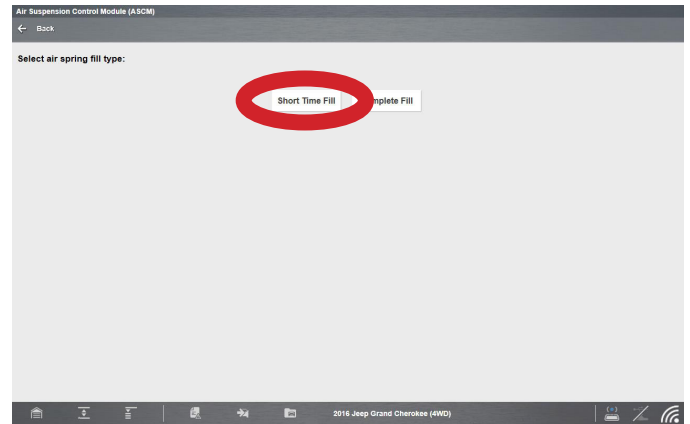 Air Suspension Control Module (ASCM)
Back
Select air spring fill type:
Short Time Fill mplete Fill
2016 Jeep Grand Cherokee (4WD)